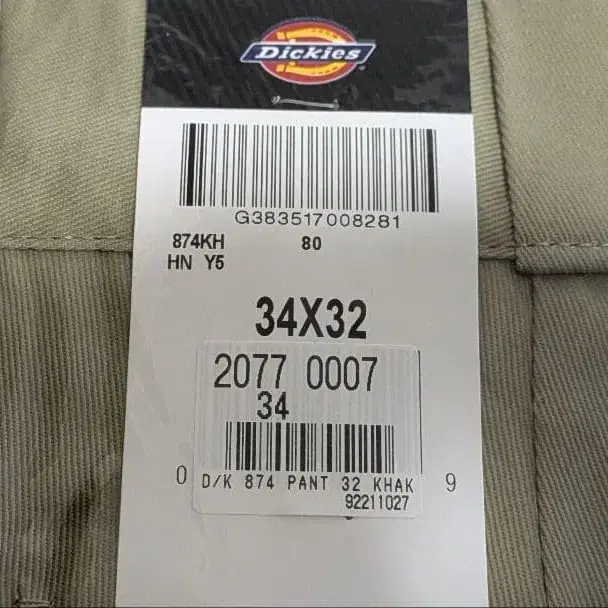 Dickies
G383517008281
874KH 80
HN Y5
34X32
2077 0007
34
0 D/K 874 PANT 32 KHAK 9
92211027